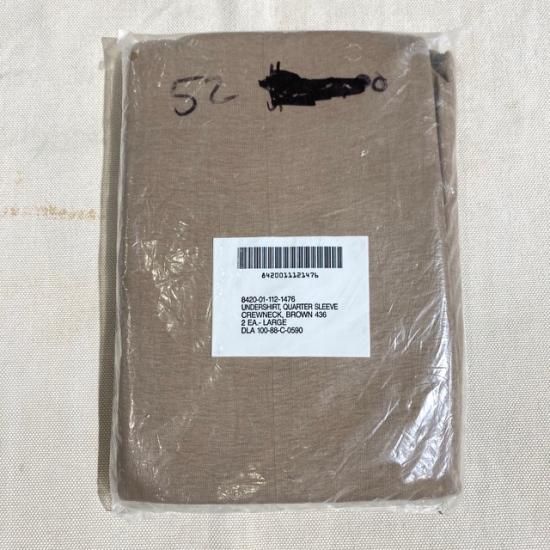 52
8420011121476
8420-01-112-1476
UNDERSHIRT, QUARTER SLEEVE
CREWNECK, BROWN 436
2 EA.- LARGE
DLA 100-88-C-0590